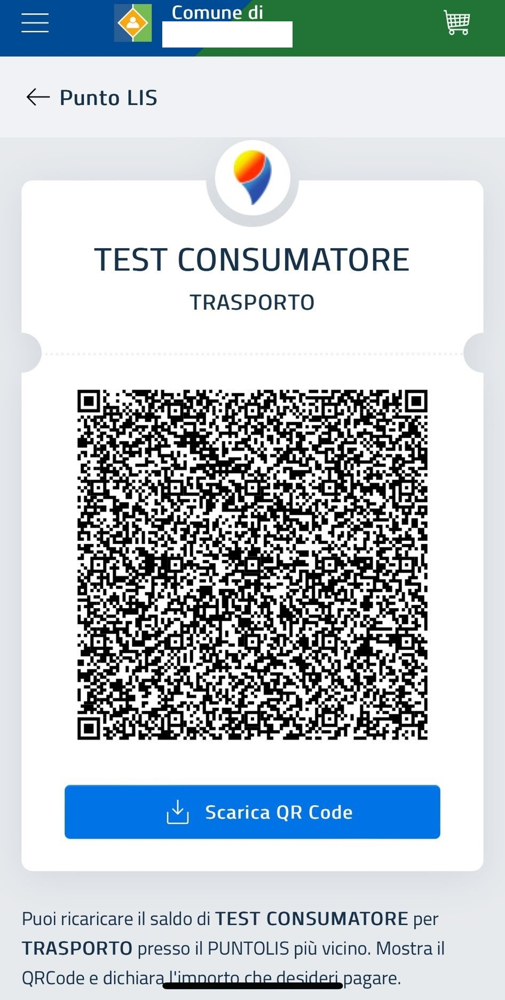 Comune di
Punto LIS
TEST CONSUMATORE
TRASPORTO
Scarica QR Code
Puoi ricaricare il saldo di TEST CONSUMATORE per
TRASPORTO presso il PUNTOLIS più vicino. Mostra il
QRCode e dichiara l'importo che desideri pagare.